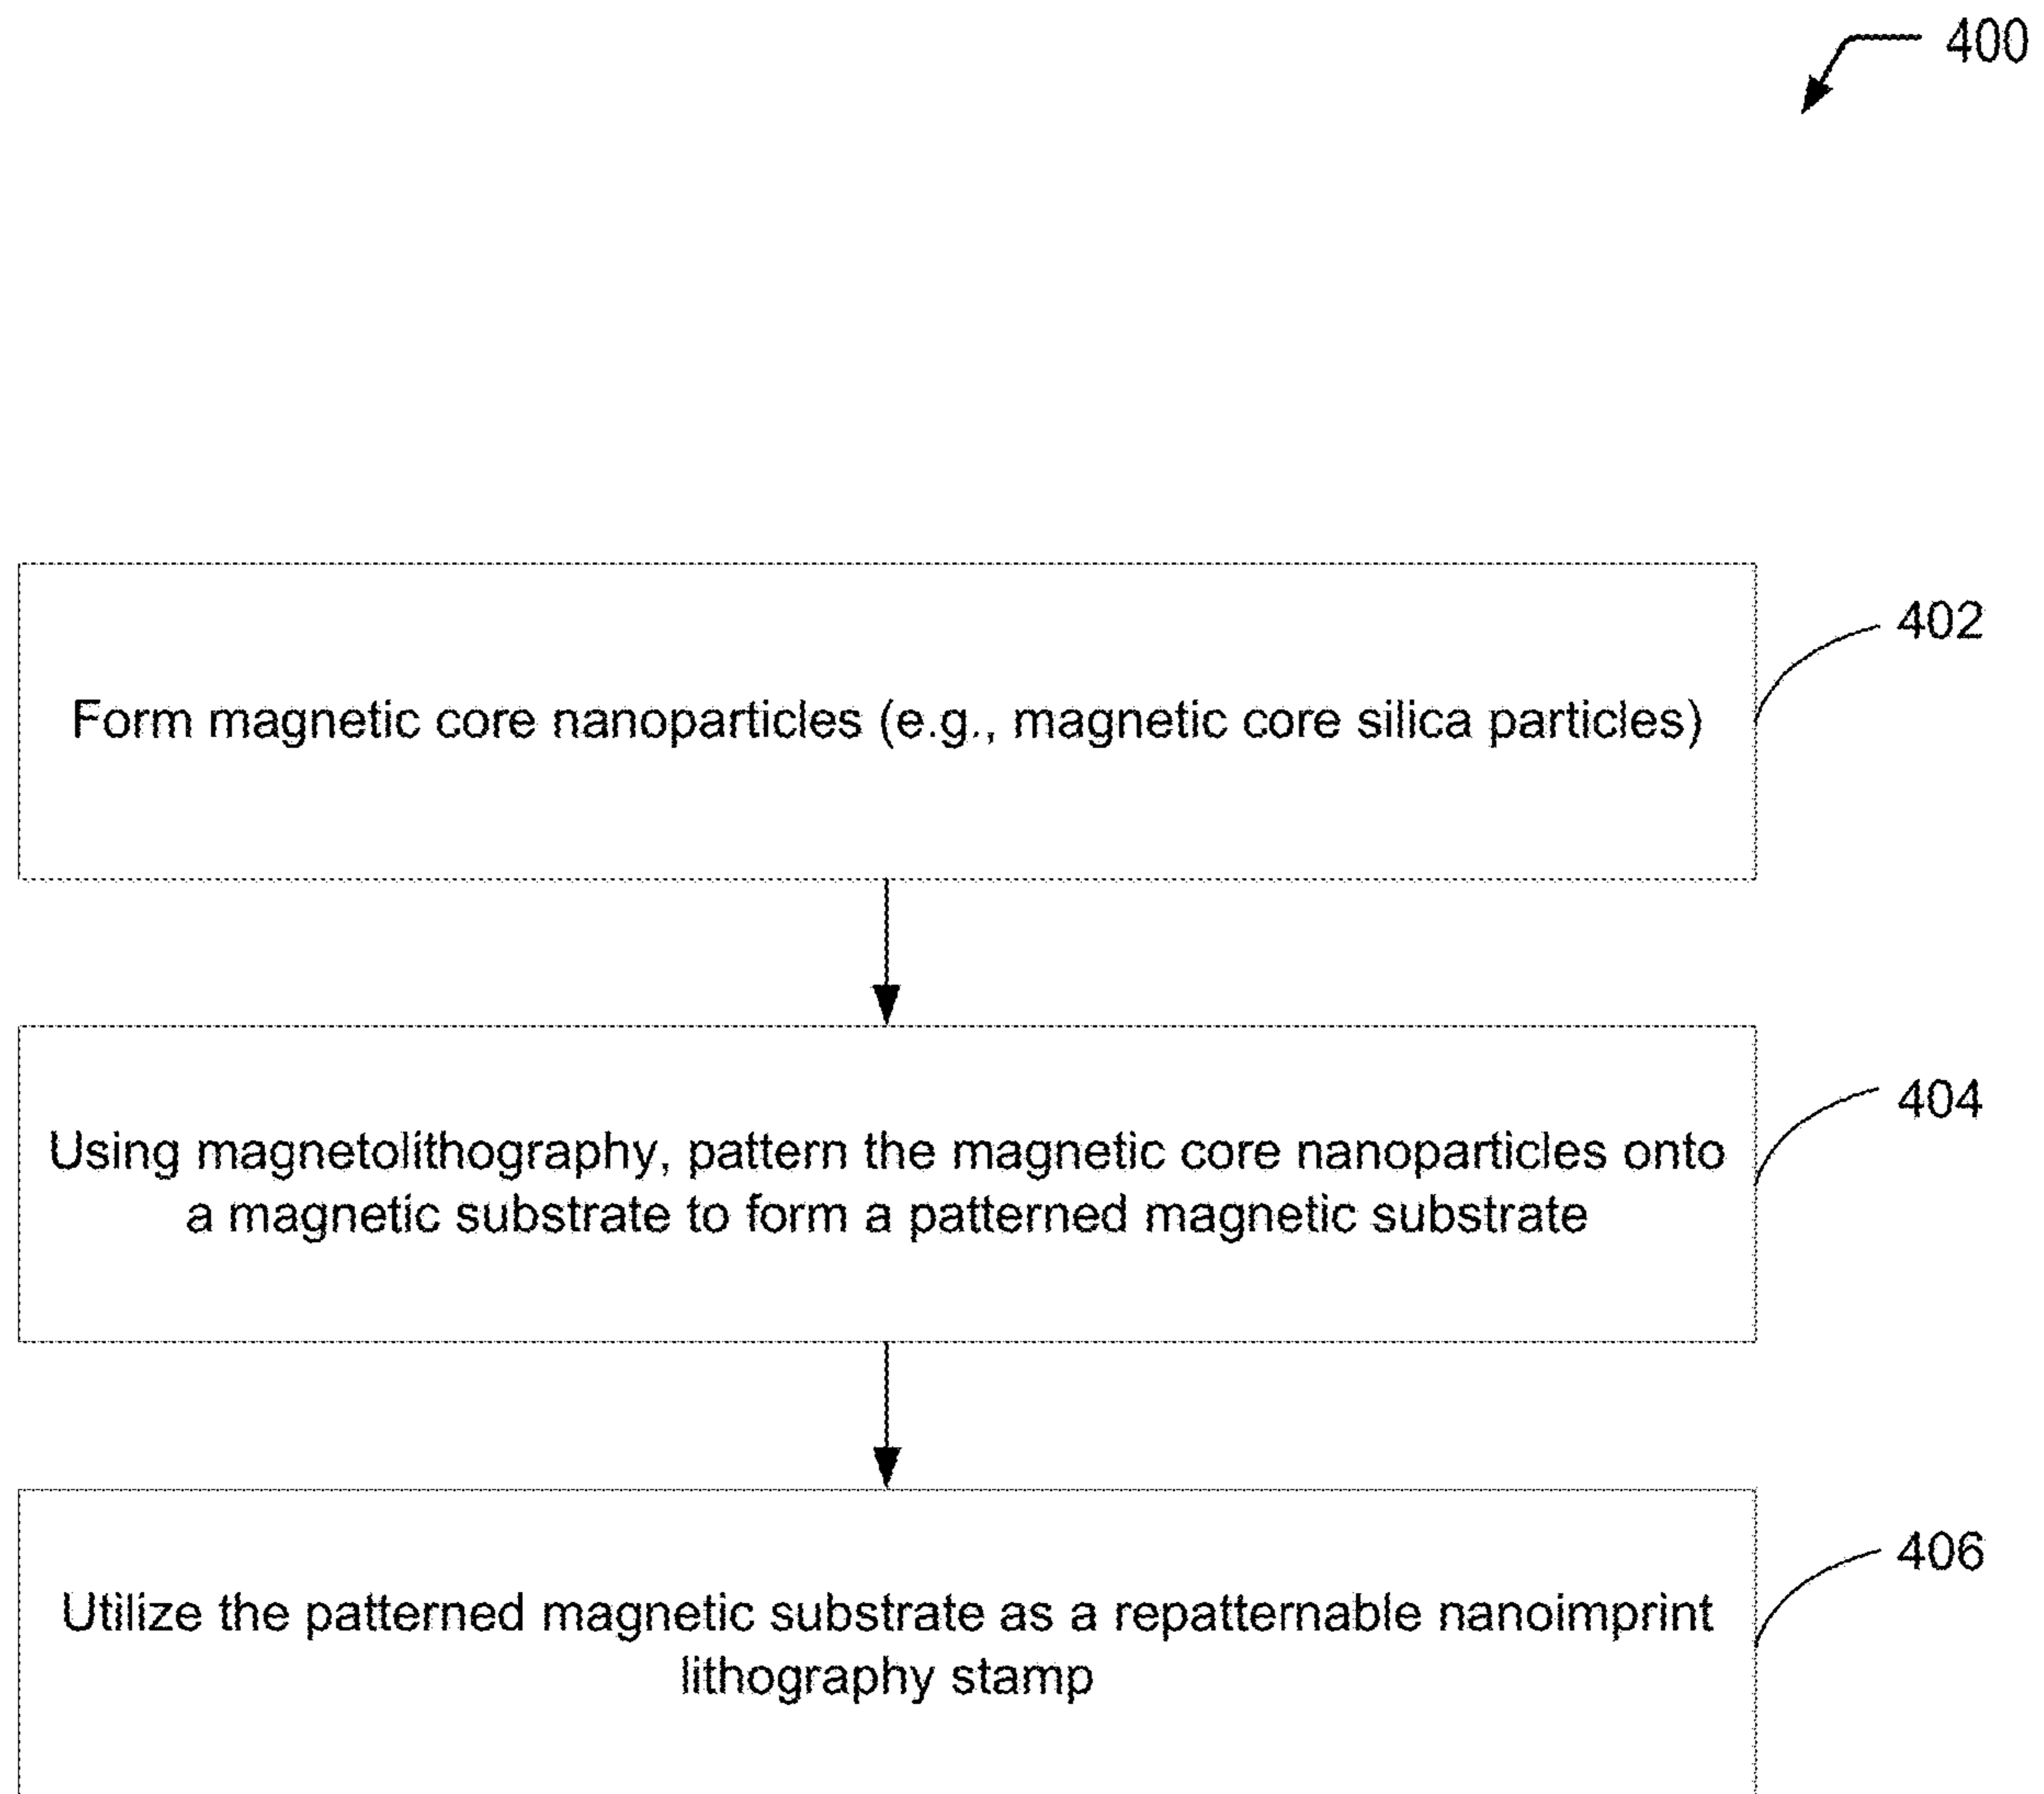 400
402
Form magnetic core nanoparticles (e.g., magnetic core silica particles)
404
Using magnetolithography, pattern the magnetic core nanoparticles onto
a magnetic substrate to form a patterned magnetic substrate
406
Utilize the patterned magnetic substrate as a repatternable nanoimprint
lithography stamp